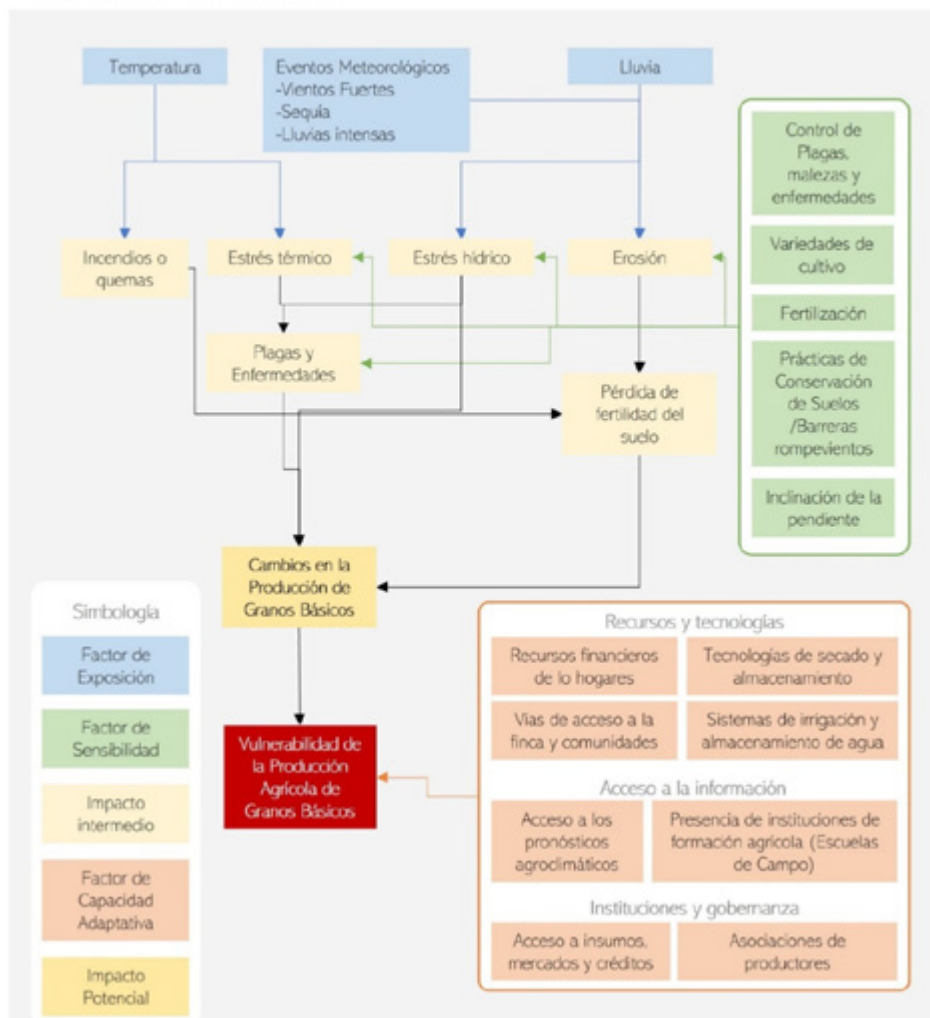 Temperatura
Eventos Meteorológicos
-Vientos Fuertes
-Sequía
-Lluvias intensas
Lluvia
Control de
Plagas,
malezas y
enfermedades
Variedades de
cultivo
Fertilización
Prácticas de
Conservación
de Suelos
/Barreras
rompevientos
Inclinación de la
pendiente
Incendios o
quemas
Estrés térmico
Estrés hídrico
Erosión
Plagas y
Enfermedades
Pérdida de
fertilidad del
suelo
Cambios en la
Producción de
Granos Básicos
Vulnerabilidad de
la Producción
Agrícola de
Granos Básicos
Simbología
Factor de
Exposición
Factor de
Sensibilidad
Impacto
intermedio
Factor de
Capacidad
Adaptativa
Impacto
Potencial
Recursos y tecnologías
Recursos financieros
de lo hogares
Tecnologías de secado y
almacenamiento
Vías de acceso a la
finca y comunidades
Sistemas de irrigación y
almacenamiento de agua
Acceso a la información
Acceso a los
pronósticos
agroclimáticos
Presencia de instituciones de
formación agrícola (Escuelas
de Campo)
Instituciones y gobernanza
Acceso a insumos,
mercados y créditos
Asociaciones de
productores